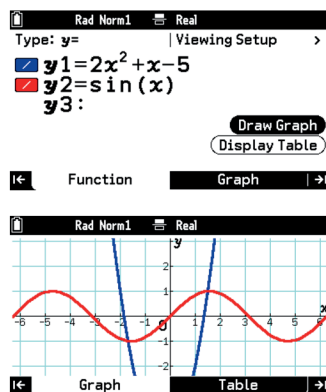 Rad Norm1 Real
Type: y= |Viewing Setup >
y1=2x²+x-5
y2=sin(x)
y3:
Draw Graph
Display Table
Function Graph
Rad Norm1 Real
y
2
1
-6 -5 -4 -3 -2 -1 O 1 2 3 4 5 6 x
-1
-2
Graph Table